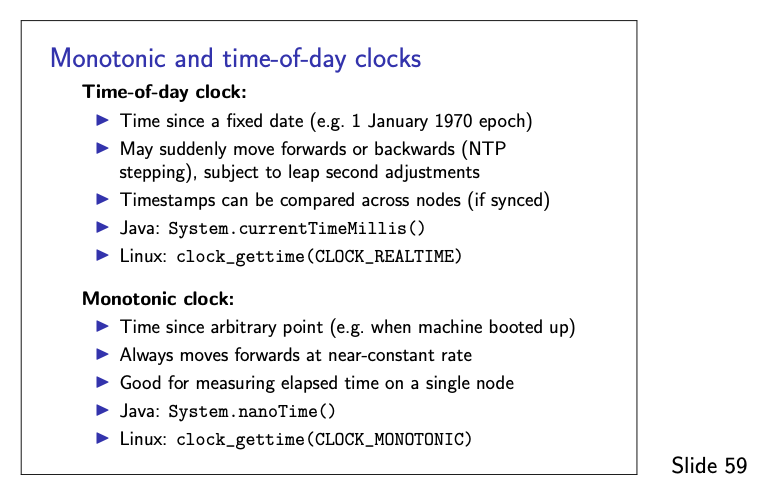 Monotonic and time-of-day clocks
Time-of-day clock:
▶ Time since a fixed date (e.g. 1 January 1970 epoch)
▶ May suddenly move forwards or backwards (NTP
stepping), subject to leap second adjustments
▶ Timestamps can be compared across nodes (if synced)
▶ Java: System.currentTimeMillis()
▶ Linux: clock_gettime(CLOCK_REALTIME)
Monotonic clock:
▶ Time since arbitrary point (e.g. when machine booted up)
▶ Always moves forwards at near-constant rate
▶ Good for measuring elapsed time on a single node
▶ Java: System.nanoTime()
▶ Linux: clock_gettime(CLOCK_MONOTONIC)
Slide 59